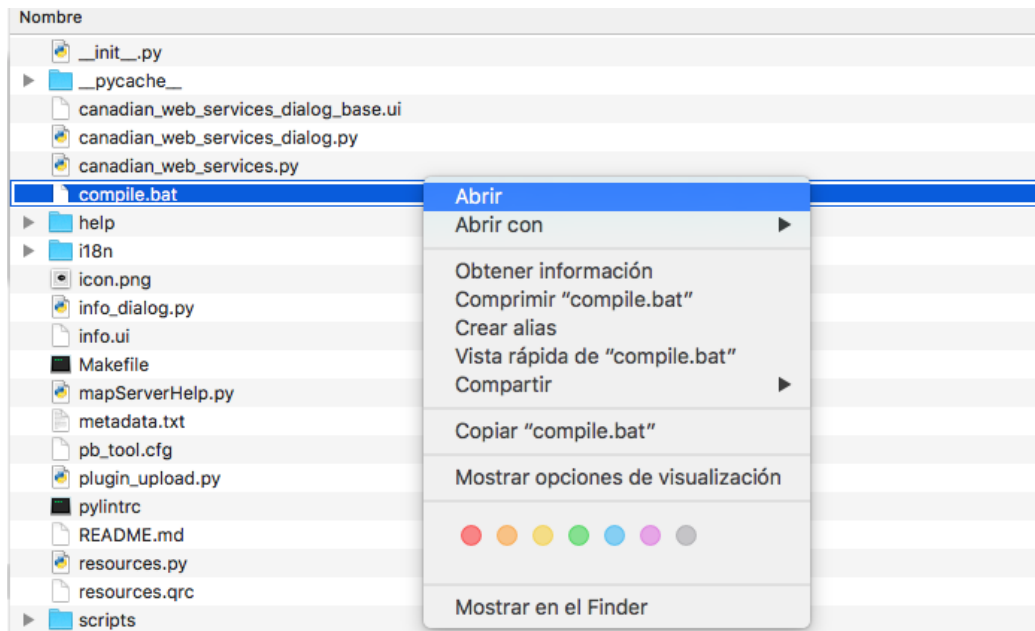 Nombre
__init__.py
__pycache__
canadian_web_services_dialog_base.ui
canadian_web_services_dialog.py
canadian_web_services.py
compile.bat
help
i18n
icon.png
info_dialog.py
info.ui
Makefile
mapServerHelp.py
metadata.txt
pb_tool.cfg
plugin_upload.py
pylintrc
README.md
resources.py
resources.qrc
scripts
Abrir
Abrir con
Obtener información
Comprimir “compile.bat”
Crear alias
Vista rápida de “compile.bat”
Compartir
Copiar “compile.bat”
Mostrar opciones de visualización
Mostrar en el Finder